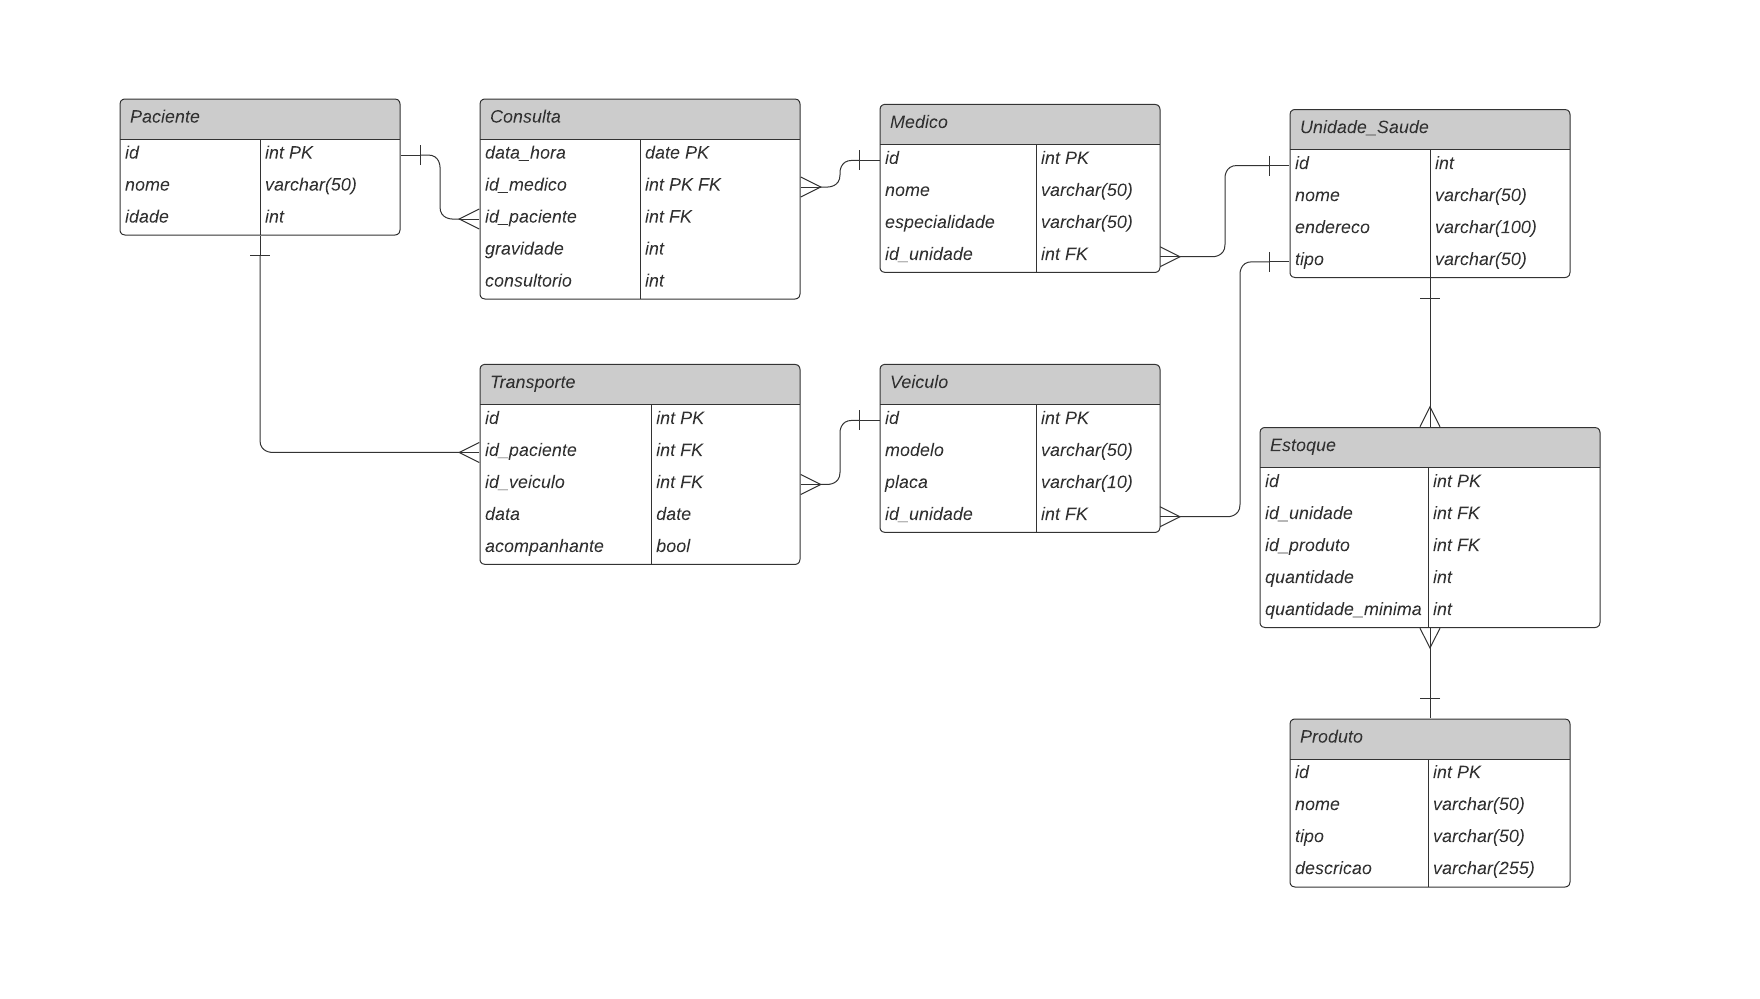 Paciente
id int PK
nome varchar(50)
idade int
Consulta
data_hora date PK
id_medico int PK FK
id_paciente int FK
gravidade int
consultorio int
Medico
id int PK
nome varchar(50)
especialidade varchar(50)
id_unidade int FK
Unidade_Saude
id int
nome varchar(50)
endereco varchar(100)
tipo varchar(50)
Transporte
id int PK
id_paciente int FK
id_veiculo int FK
data date
acompanhante bool
Veiculo
id int PK
modelo varchar(50)
placa varchar(10)
id_unidade int FK
Estoque
id int PK
id_unidade int FK
id_produto int FK
quantidade int
quantidade_minima int
Produto
id int PK
nome varchar(50)
tipo varchar(50)
descricao varchar(255)